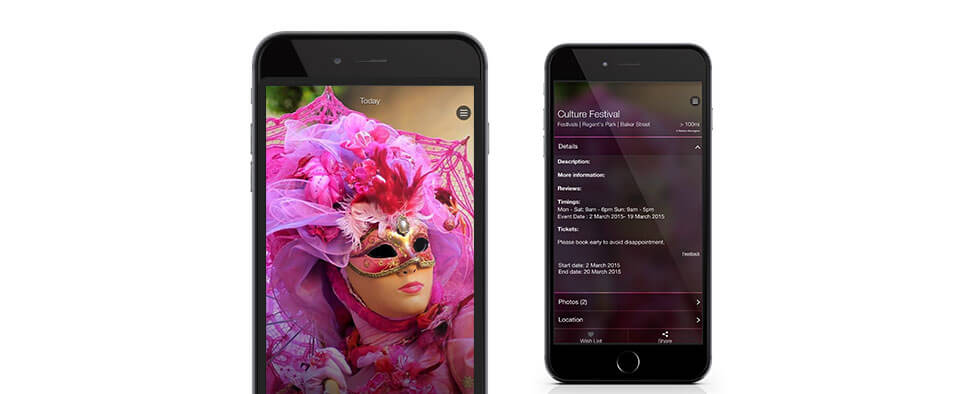 Today
Culture Festival
Festivals | Regent's Park | Baker Street > 100mi
Details
Description:
More information:
Reviews:
Timings:
Mon - Sat: 9am - 6pm Sun: 9am - 5pm
Event Date : 2 March 2015- 19 March 2015
Tickets:
Please book early to avoid disappointment.
Feedback
Start date: 2 March 2015
End date: 20 March 2015
Photos (2)
Location
Wish List Share